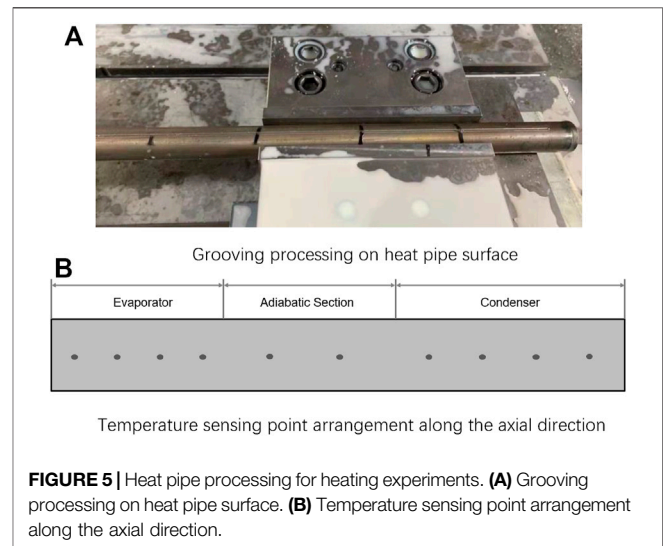 A
Grooving processing on heat pipe surface
B
Evaporator Adiabatic Section Condenser
Temperature sensing point arrangement along the axial direction
FIGURE 5 | Heat pipe processing for heating experiments. (A) Grooving
processing on heat pipe surface. (B) Temperature sensing point arrangement
along the axial direction.